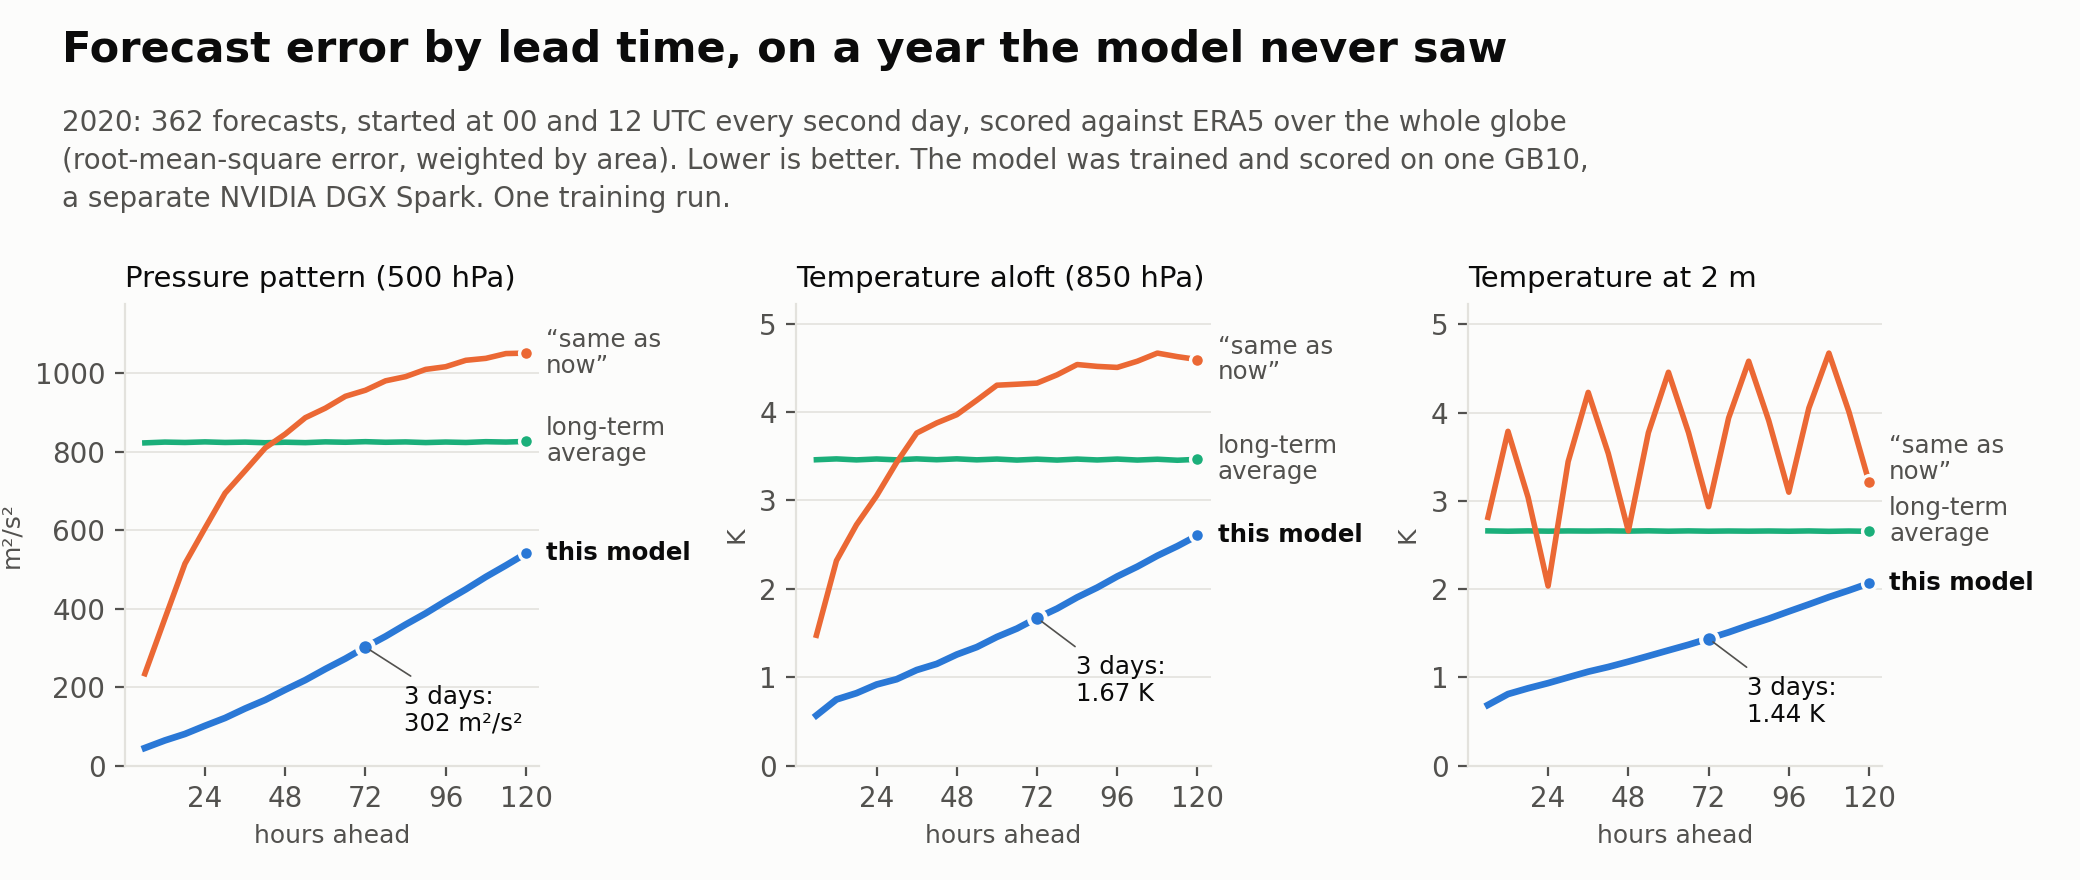 Forecast error by lead time, on a year the model never saw
2020: 362 forecasts, started at 00 and 12 UTC every second day, scored against ERA5 over the whole globe
(root-mean-square error, weighted by area). Lower is better. The model was trained and scored on one GB10,
a separate NVIDIA DGX Spark. One training run.
Pressure pattern (500 hPa)
m²/s²
1000
800
600
400
200
0
24 48 72 96 120
hours ahead
“same as
now”
long-term
average
this model
3 days:
302 m²/s²
Temperature aloft (850 hPa)
K
5
4
3
2
1
0
24 48 72 96 120
hours ahead
“same as
now”
long-term
average
this model
3 days:
1.67 K
Temperature at 2 m
K
5
4
3
2
1
0
24 48 72 96 120
hours ahead
“same as
now”
long-term
average
this model
3 days:
1.44 K